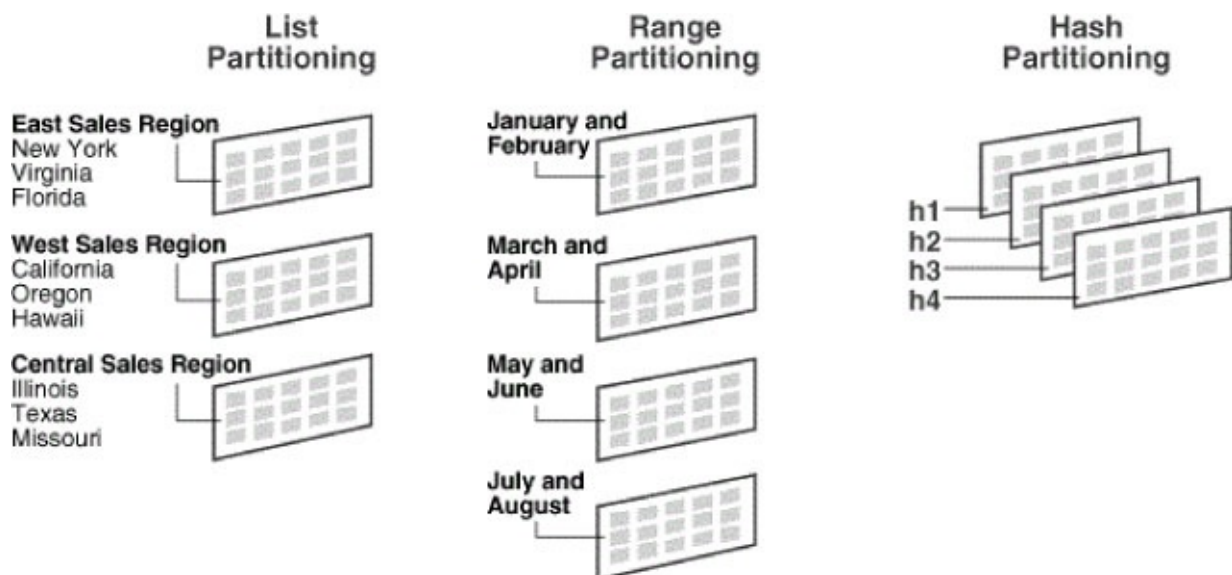 List
Partitioning
East Sales Region
New York
Virginia
Florida
West Sales Region
California
Oregon
Hawaii
Central Sales Region
Illinois
Texas
Missouri
Range
Partitioning
January and
February
March and
April
May and
June
July and
August
Hash
Partitioning
h1
h2
h3
h4